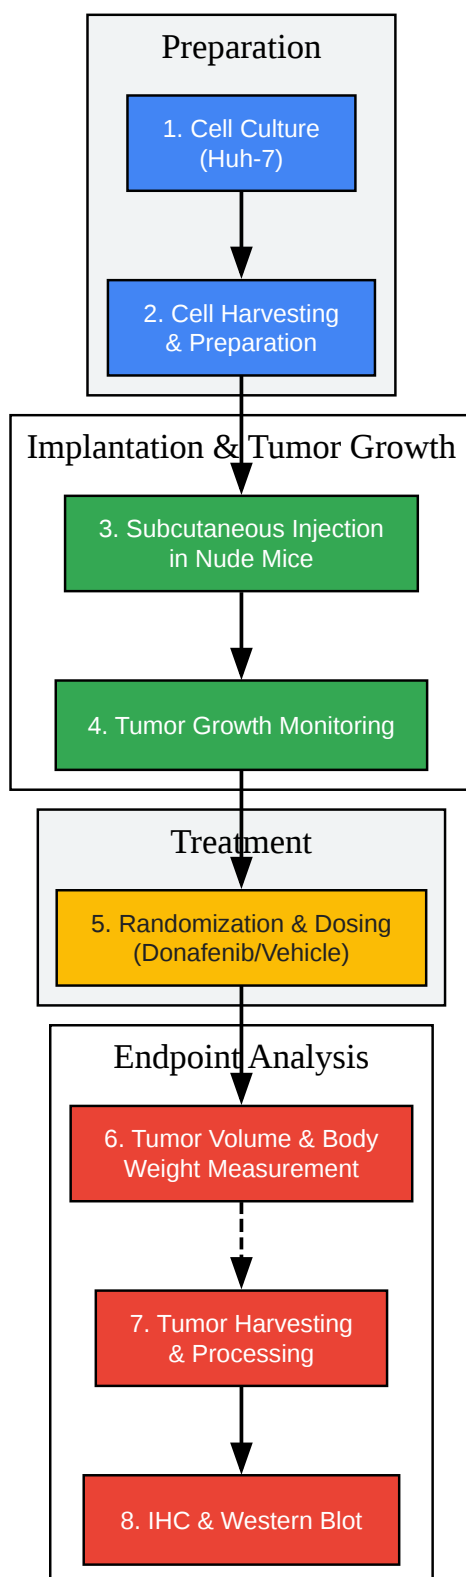 Preparation
1. Cell Culture
(Huh-7)
2. Cell Harvesting
& Preparation
Implantation & Tumor Growth
3. Subcutaneous Injection
in Nude Mice
4. Tumor Growth Monitoring
Treatment
5. Randomization & Dosing
(Donafenib/Vehicle)
Endpoint Analysis
6. Tumor Volume & Body
Weight Measurement
7. Tumor Harvesting
& Processing
8. IHC & Western Blot